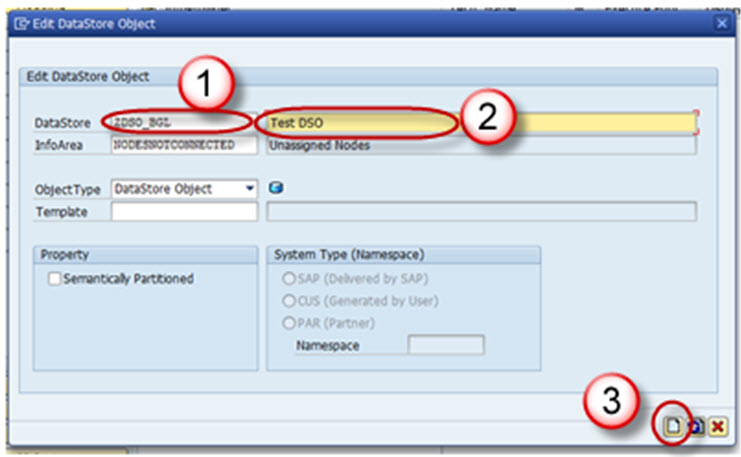 Edit DataStore Object
Edit DataStore Object
1
2
DataStore ZDSO_BGL Test DSO
InfoArea NODESNOTCONNECTED Unassigned Nodes
ObjectType DataStore Object
Template
Property
Semantically Partitioned
System Type (Namespace)
SAP (Delivered by SAP)
CUS (Generated by User)
PAR (Partner)
Namespace
3